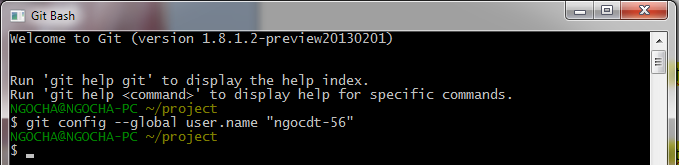 Git Bash
Welcome to Git (version 1.8.1.2-preview20130201)
Run 'git help git' to display the help index.
Run 'git help <command>' to display help for specific commands.
NGOCHA@NGOCHA-PC ~/project
$ git config --global user.name "ngocdt-56"
NGOCHA@NGOCHA-PC ~/project
$